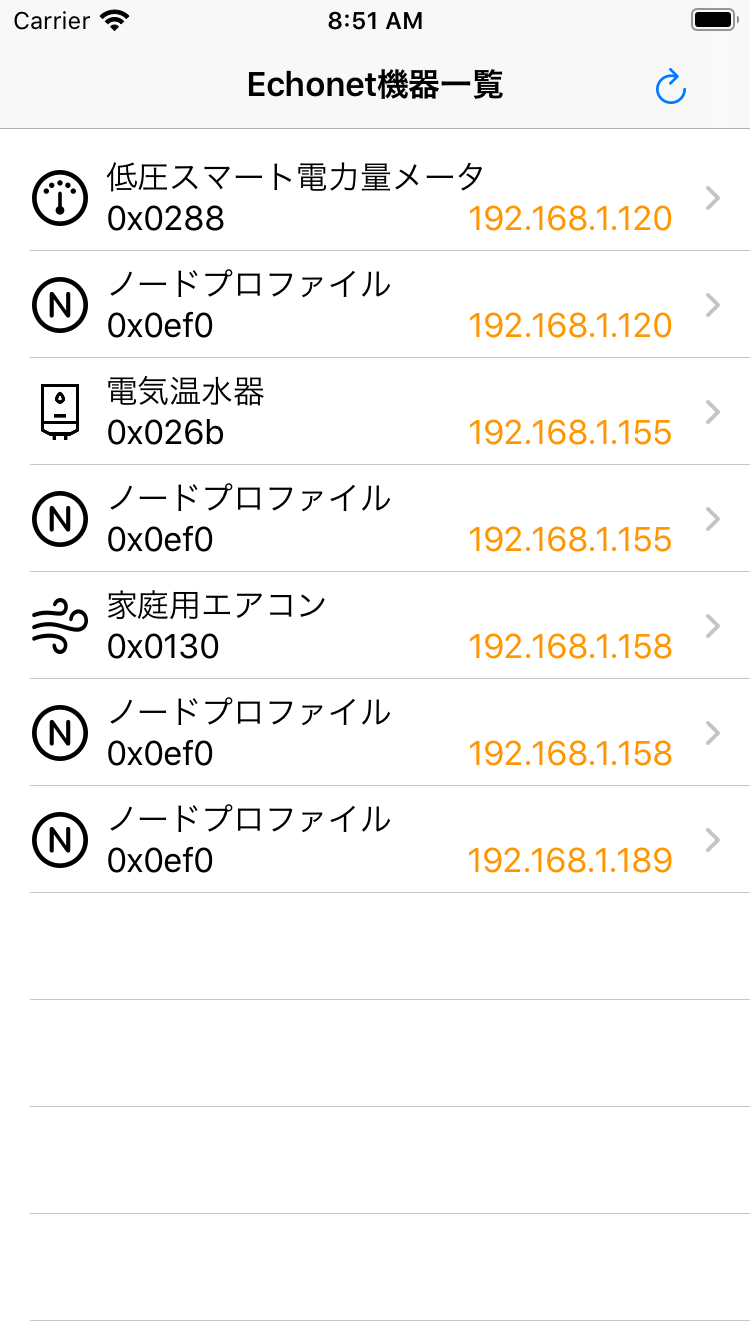 Carrier 8:51 AM
Echonet機器一覧
低圧スマート電力量メータ
0x0288 192.168.1.120
N ノードプロファイル
0x0ef0 192.168.1.120
電気温水器
0x026b 192.168.1.155
N ノードプロファイル
0x0ef0 192.168.1.155
家庭用エアコン
0x0130 192.168.1.158
N ノードプロファイル
0x0ef0 192.168.1.158
N ノードプロファイル
0x0ef0 192.168.1.189